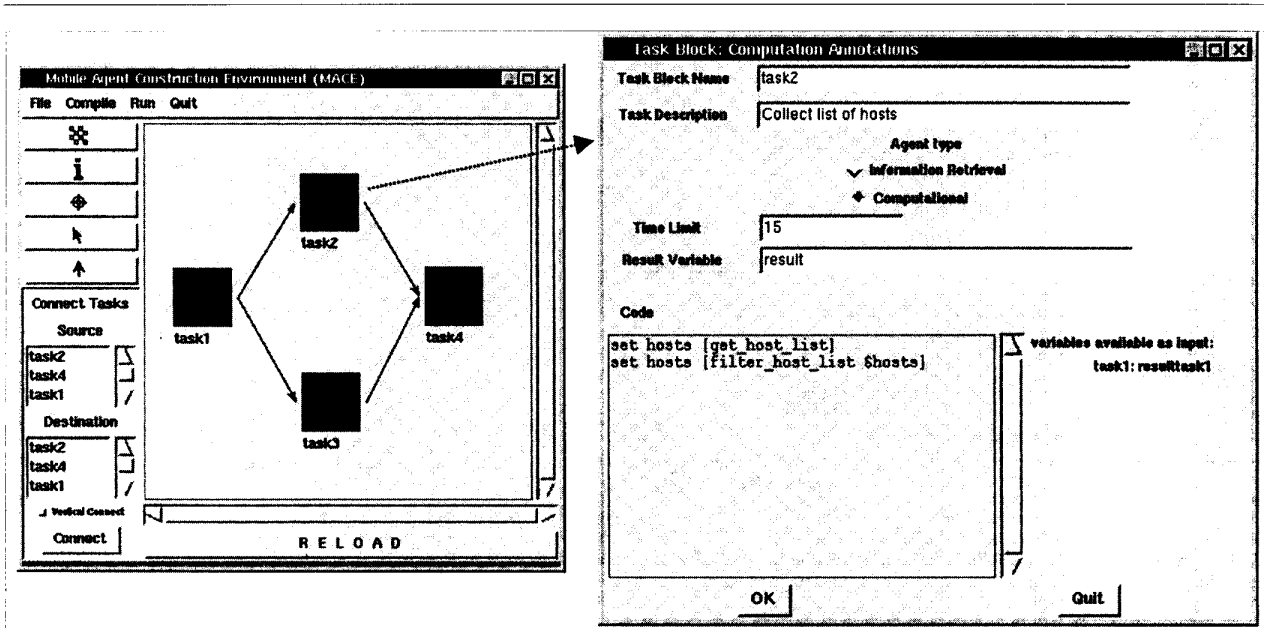 Mobile Agent Construction Environment (MACE)
File Compile Run Quit
i
task2
task1
task4
task3
Connect Tasks
Source
task2
task4
task1
Destination
task2
task4
task1
Vertical Connect
Connect
RELOAD
Task Block: Computation Annotations
Task Block Name task2
Task Description Collect list of hosts
Agent type
Information Retrieval
Computational
Time Limit 15
Result Variable result
Code
set hosts [get_host_list]
set hosts [filter_host_list $hosts]
variables available as input:
task1: resulttask1
OK Quit